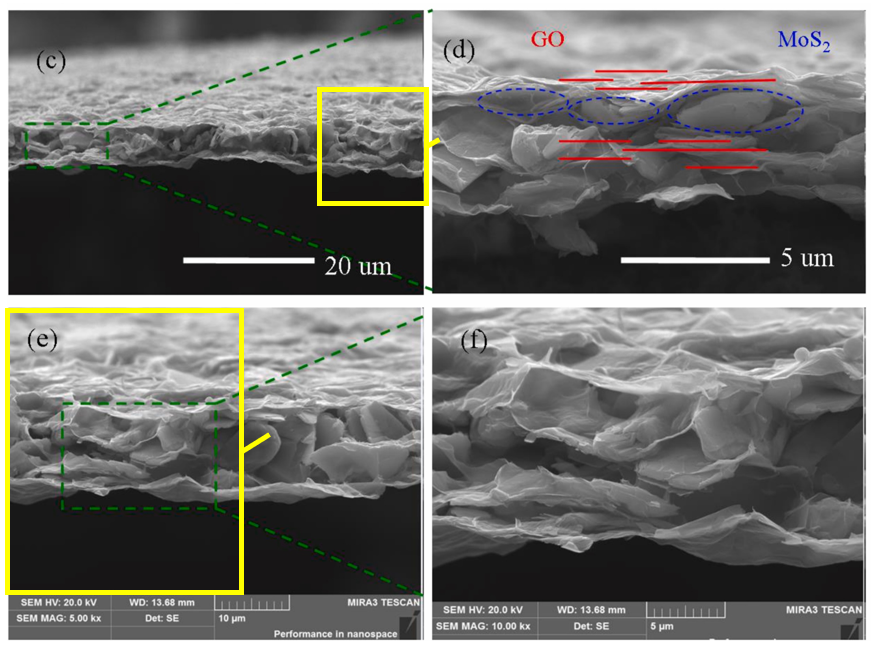 (c)
20 um
(d)
GO
MoS₂
5 um
(e)
SEM HV: 20.0 kV
WD: 13.68 mm
MIRA3 TESCAN
SEM MAG: 5.00 kx
Det: SE
10 µm
Performance in nanospace
(f)
SEM HV: 20.0 kV
WD: 13.68 mm
MIRA3 TESCAN
SEM MAG: 10.00 kx
Det: SE
5 µm